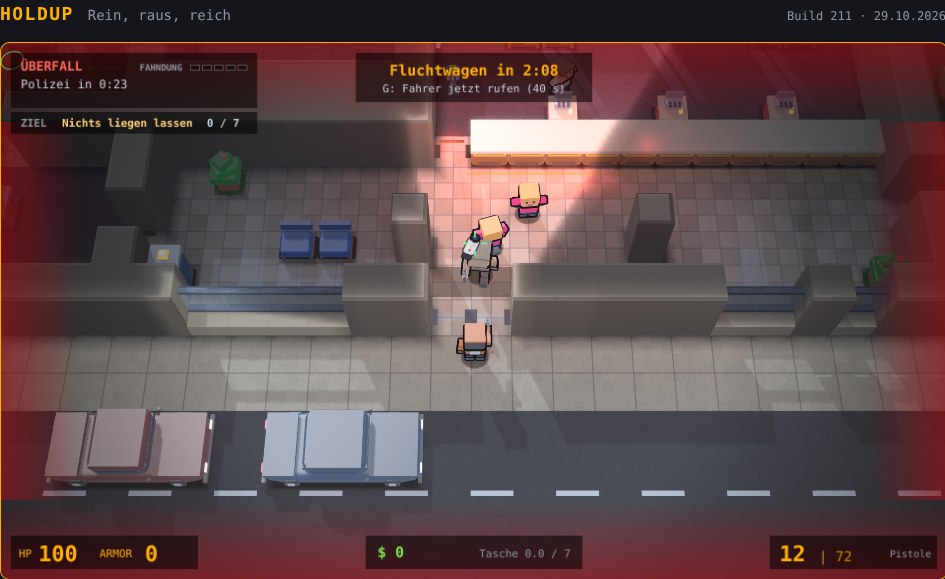 HOLDUP Rein, raus, reich
Build 211 · 29.10.2026
ÜBERFALL
FAHNDUNG
Polizei in 0:23
ZIEL Nichts liegen lassen 0 / 7
Fluchtwagen in 2:08
G: Fahrer jetzt rufen (40 s)
HP 100 ARMOR 0
$ 0 Tasche 0.0 / 7
12 | 72 Pistole